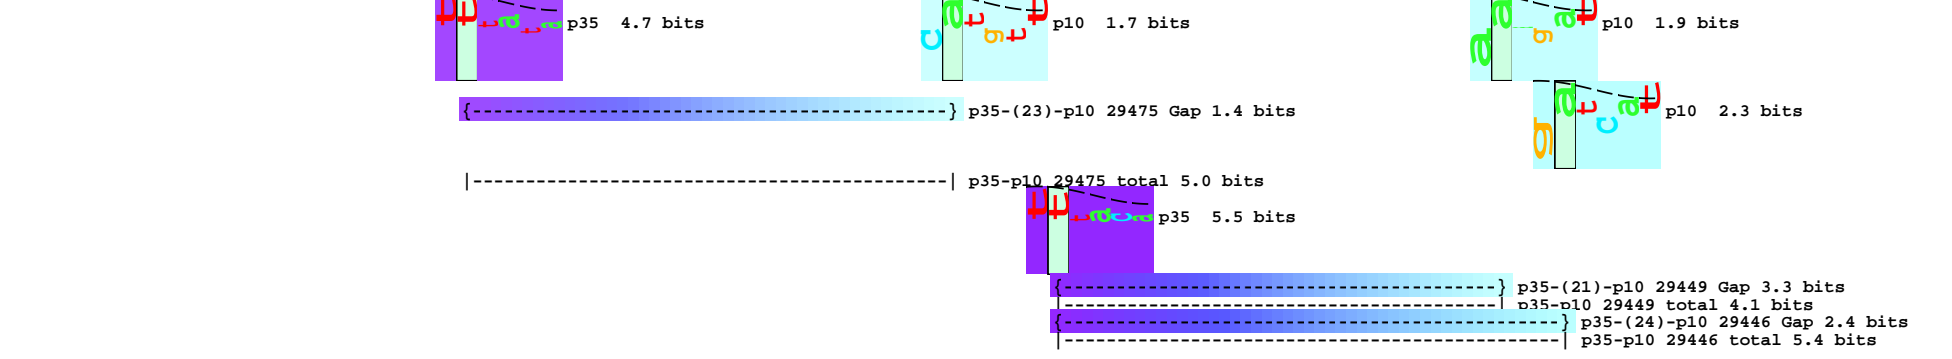 p35 4.7 bits
p10 1.7 bits
p10 1.9 bits
p10 2.3 bits
{---------------------------------------------} p35-(23)-p10 29475 Gap 1.4 bits
|---------------------------------------------| p35-p10 29475 total 5.0 bits
p35 5.5 bits
{-----------------------------------------} p35-(21)-p10 29449 Gap 3.3 bits
|-----------------------------------------| p35-p10 29449 total 4.1 bits
{-----------------------------------------------} p35-(24)-p10 29446 Gap 2.4 bits
|-----------------------------------------------| p35-p10 29446 total 5.4 bits